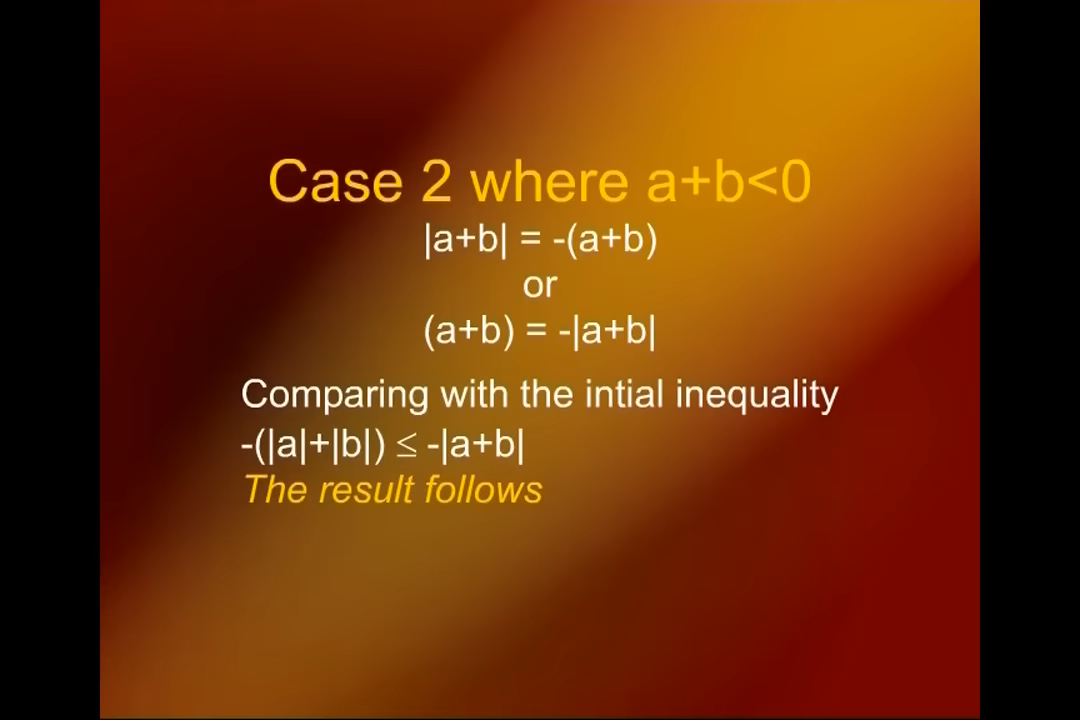 Case 2 where a+b<0
|a+b| = -(a+b)
or
(a+b) = -|a+b|
Comparing with the intial inequality
-(|a|+|b|) ≤ -|a+b|
The result follows